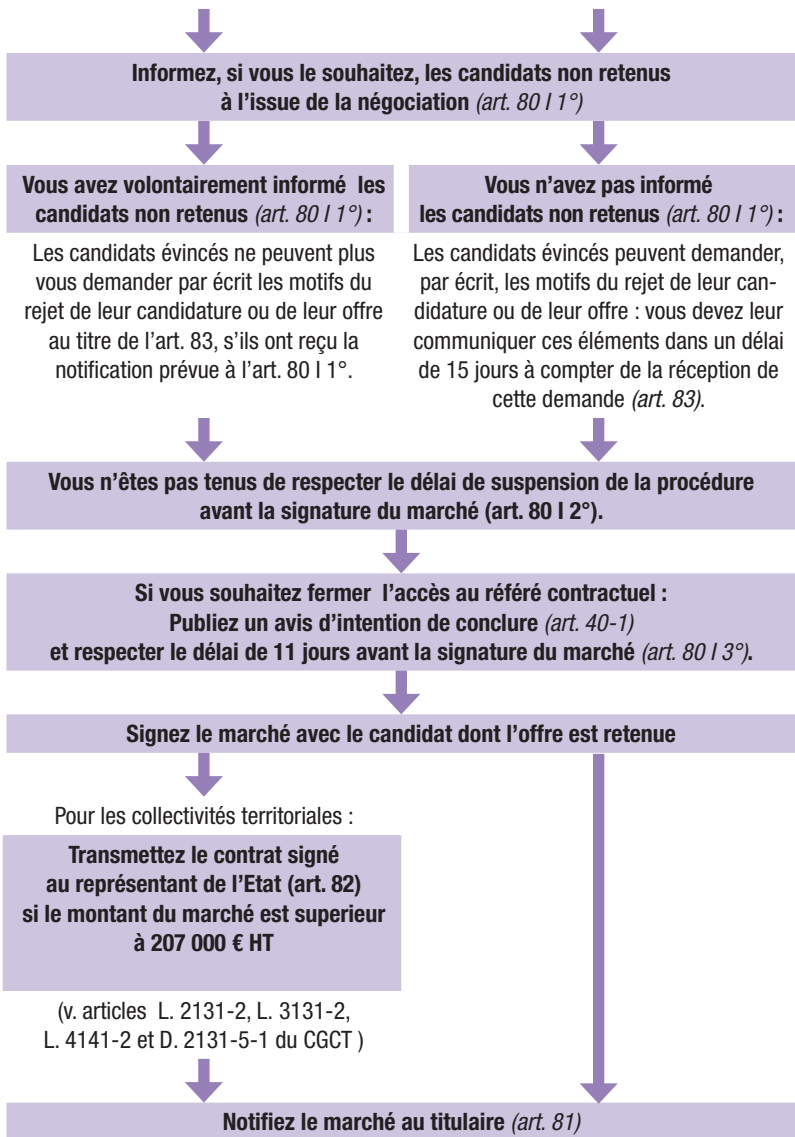 Informez, si vous le souhaitez, les candidats non retenus
à l'issue de la négociation (art. 80 I 1°)
Vous avez volontairement informé les
candidats non retenus (art. 80 I 1°) :
Les candidats évincés ne peuvent plus
vous demander par écrit les motifs du
rejet de leur candidature ou de leur offre
au titre de l'art. 83, s'ils ont reçu la
notification prévue à l'art. 80 I 1°.
Vous n'avez pas informé
les candidats non retenus (art. 80 I 1°) :
Les candidats évincés peuvent demander,
par écrit, les motifs du rejet de leur can-
didature ou de leur offre : vous devez leur
communiquer ces éléments dans un délai
de 15 jours à compter de la réception de
cette demande (art. 83).
Vous n'êtes pas tenus de respecter le délai de suspension de la procédure
avant la signature du marché (art. 80 I 2°).
Si vous souhaitez fermer l'accès au référé contractuel :
Publiez un avis d'intention de conclure (art. 40-1)
et respecter le délai de 11 jours avant la signature du marché (art. 80 I 3°).
Signez le marché avec le candidat dont l'offre est retenue
Pour les collectivités territoriales :
Transmettez le contrat signé
au représentant de l'Etat (art. 82)
si le montant du marché est superieur
à 207 000 € HT
(v. articles L. 2131-2, L. 3131-2,
L. 4141-2 et D. 2131-5-1 du CGCT )
Notifiez le marché au titulaire (art. 81)